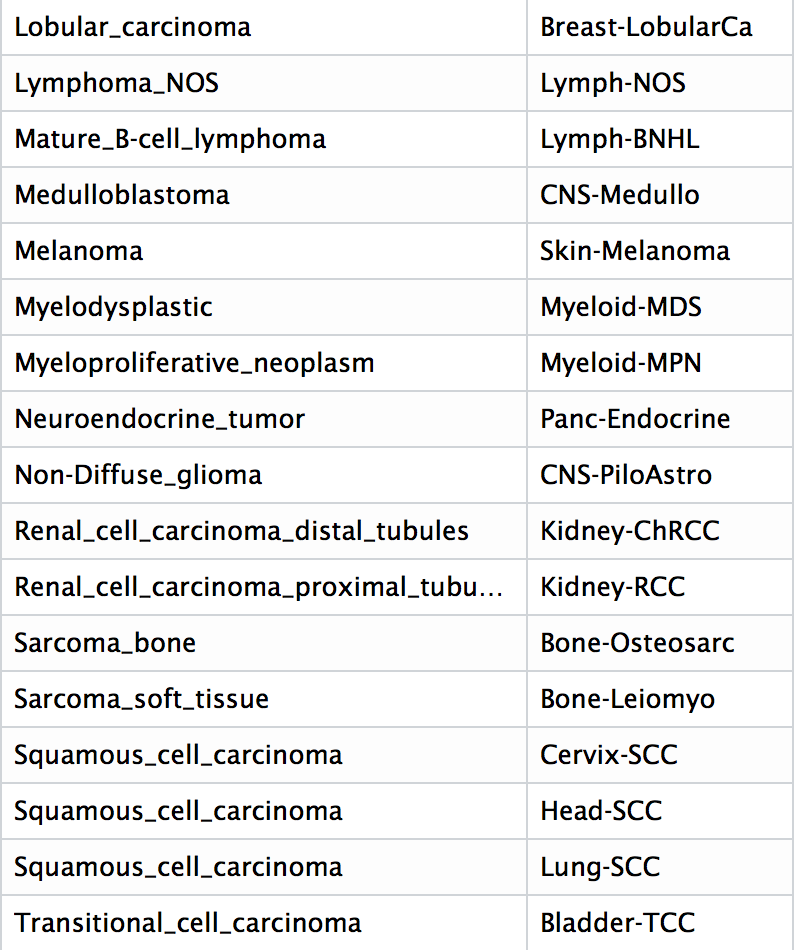 Lobular_carcinoma Breast-LobularCa
Lymphoma_NOS Lymph-NOS
Mature_B-cell_lymphoma Lymph-BNHL
Medulloblastoma CNS-Medullo
Melanoma Skin-Melanoma
Myelodysplastic Myeloid-MDS
Myeloproliferative_neoplasm Myeloid-MPN
Neuroendocrine_tumor Panc-Endocrine
Non-Diffuse_glioma CNS-PiloAstro
Renal_cell_carcinoma_distal_tubules Kidney-ChRCC
Renal_cell_carcinoma_proximal_tubu... Kidney-RCC
Sarcoma_bone Bone-Osteosarc
Sarcoma_soft_tissue Bone-Leiomyo
Squamous_cell_carcinoma Cervix-SCC
Squamous_cell_carcinoma Head-SCC
Squamous_cell_carcinoma Lung-SCC
Transitional_cell_carcinoma Bladder-TCC